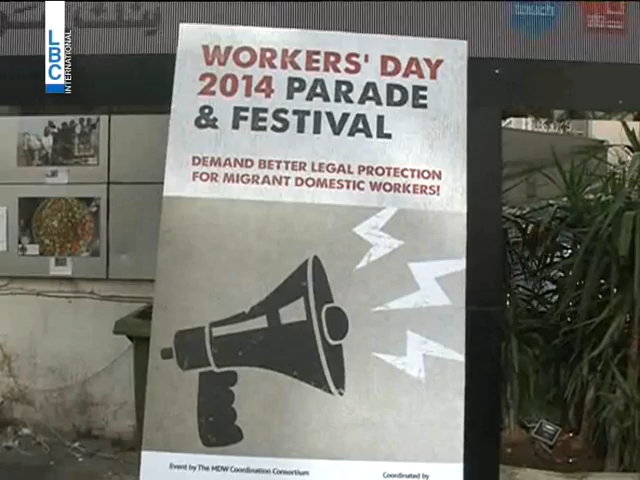 LBC
INTERNATIONAL
WORKERS' DAY
2014 PARADE
& FESTIVAL
DEMAND BETTER LEGAL PROTECTION
FOR MIGRANT DOMESTIC WORKERS!
Event by The MDW Coordination Consortium
Coordinated by